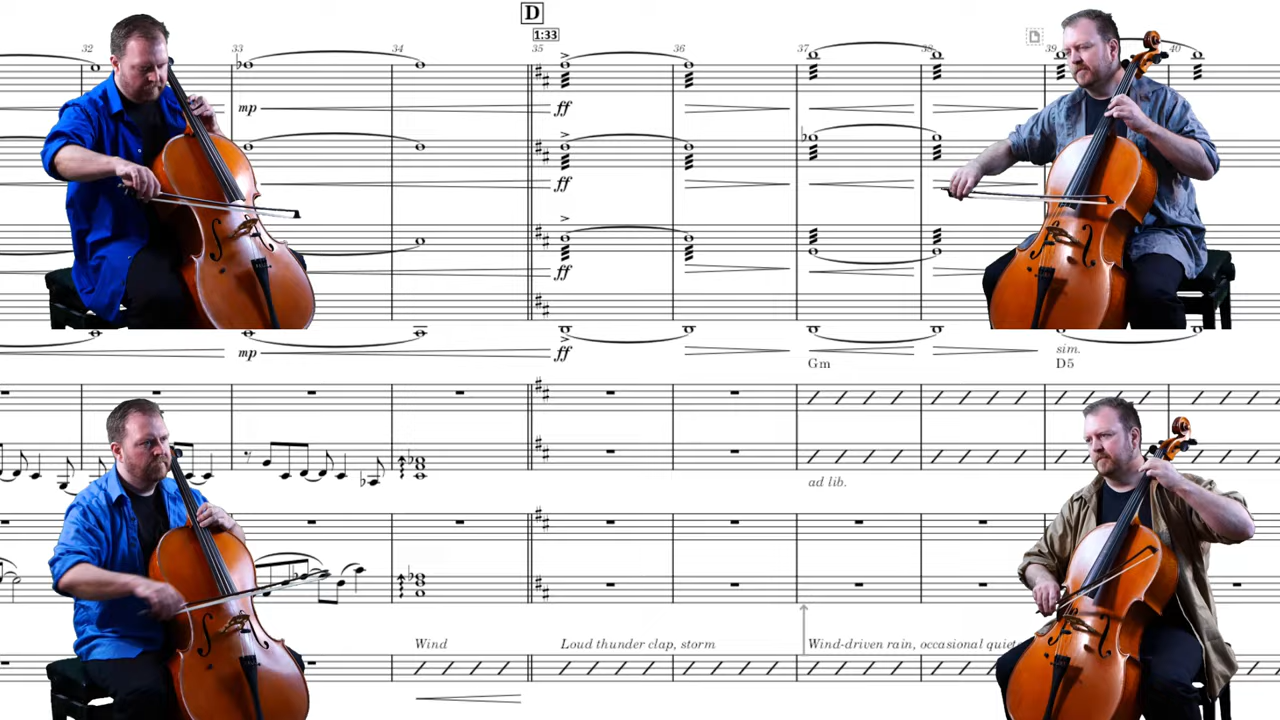 D
1:33
32 33 34 35 36 37 38 39 40
mp ff
ff
ff
mp ff sim.
Gm D5
ad lib.
Wind Loud thunder clap, storm Wind-driven rain, occasional quiet